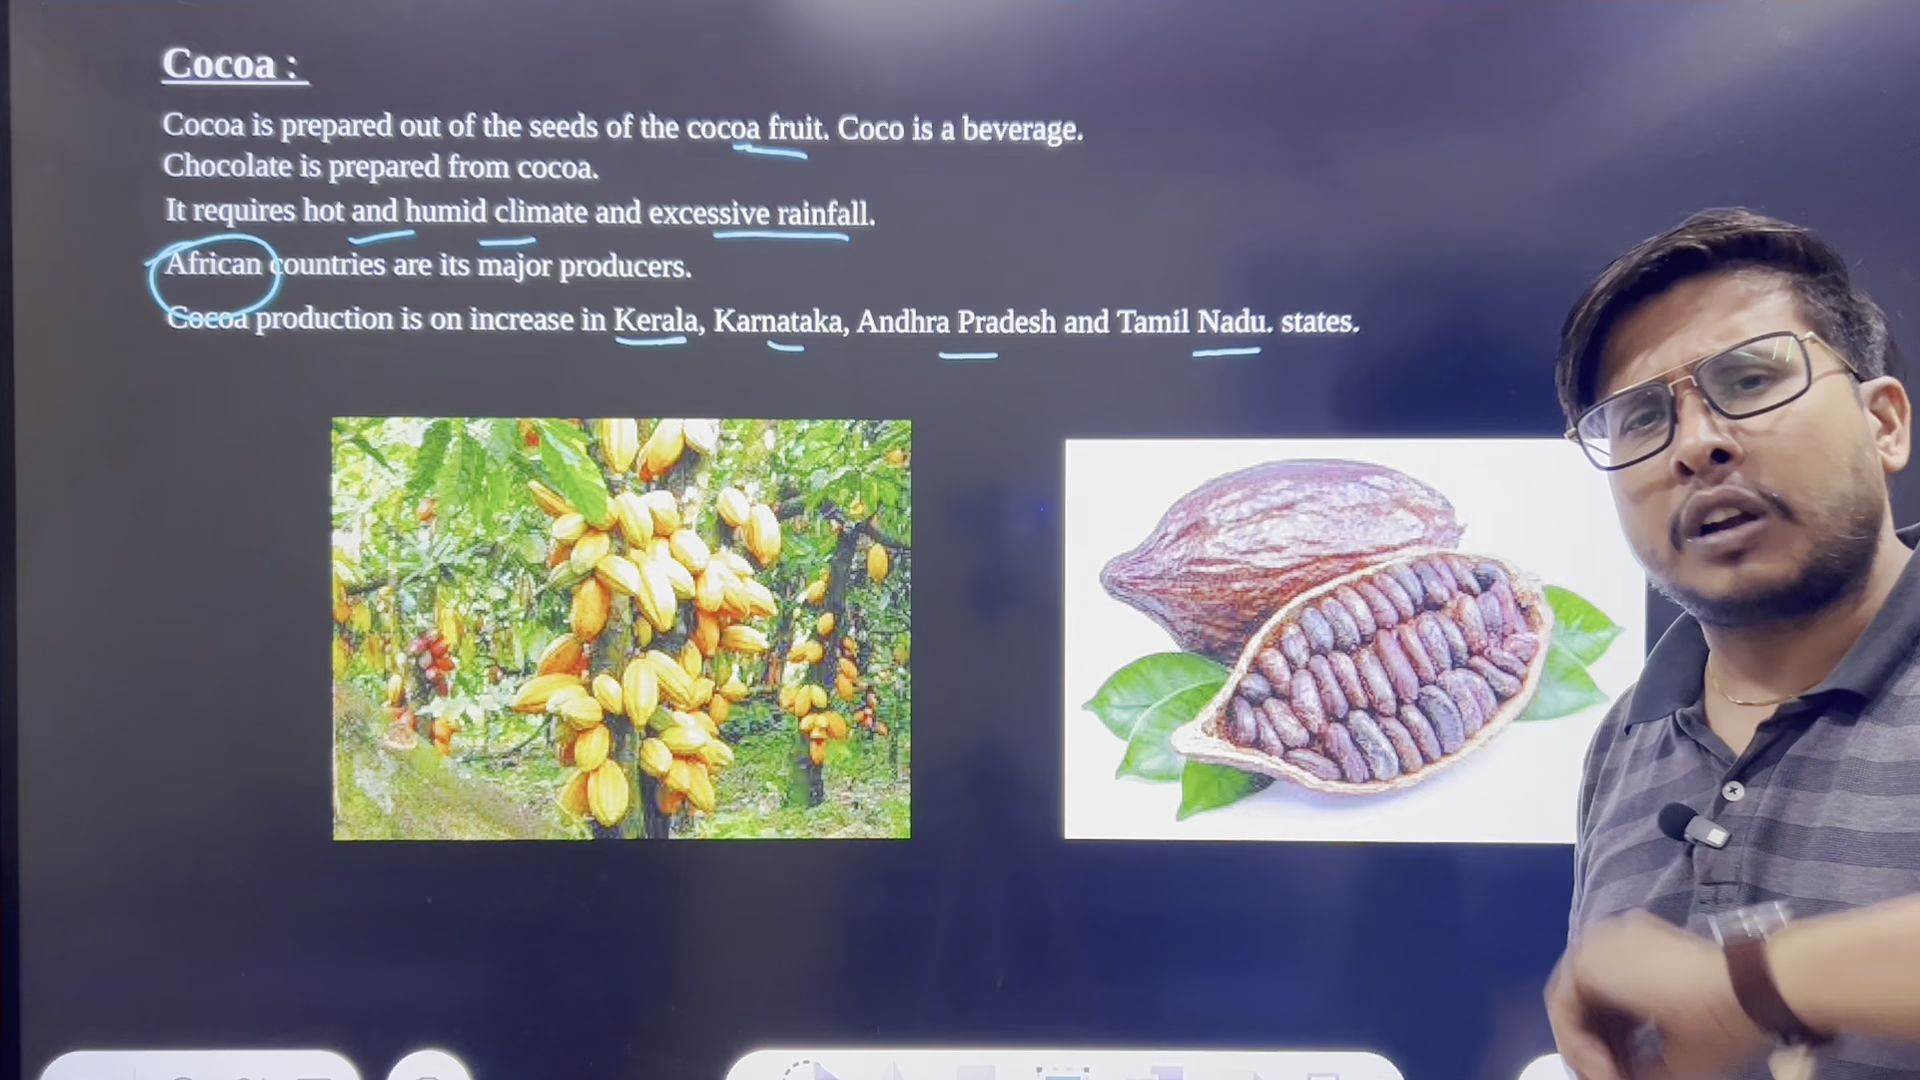 Cocoa :
Cocoa is prepared out of the seeds of the cocoa fruit. Coco is a beverage.
Chocolate is prepared from cocoa.
It requires hot and humid climate and excessive rainfall.
African countries are its major producers.
Cocoa production is on increase in Kerala, Karnataka, Andhra Pradesh and Tamil Nadu. states.